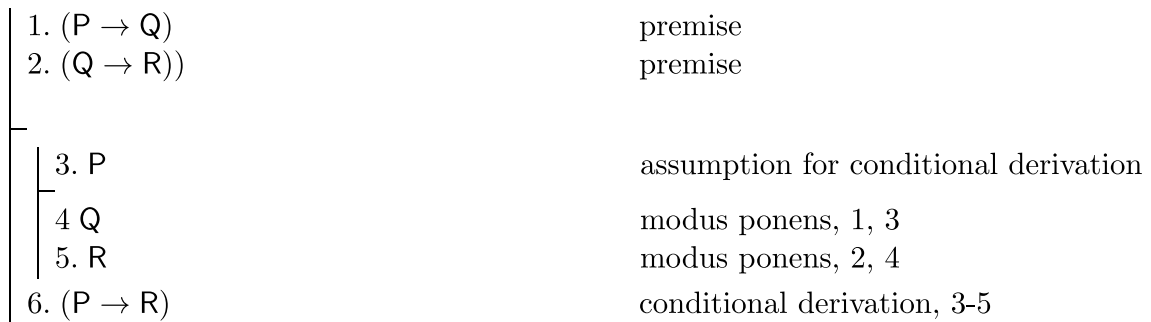 1. (P → Q) premise
2. (Q → R)) premise
3. P assumption for conditional derivation
4 Q modus ponens, 1, 3
5. R modus ponens, 2, 4
6. (P → R) conditional derivation, 3-5